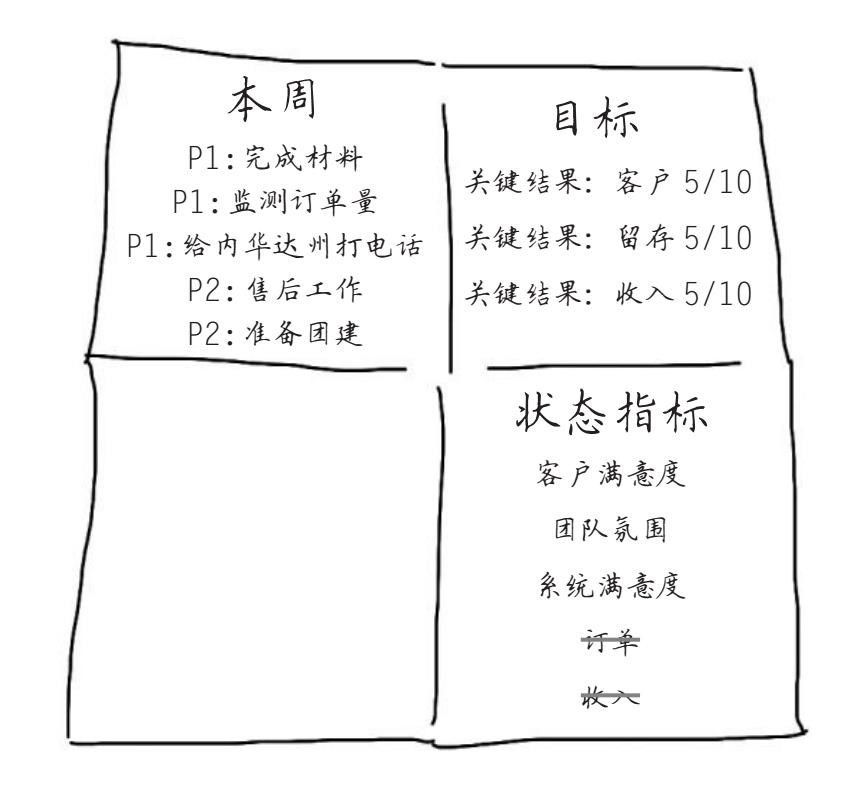 本周
P1:完成材料
P1:监测订单量
P1:给内华达州打电话
P2:售后工作
P2:准备团建
目标
关键结果:客户 5/10
关键结果:留存 5/10
关键结果:收入 5/10
状态指标
客户满意度
团队氛围
系统满意度
订单
收入